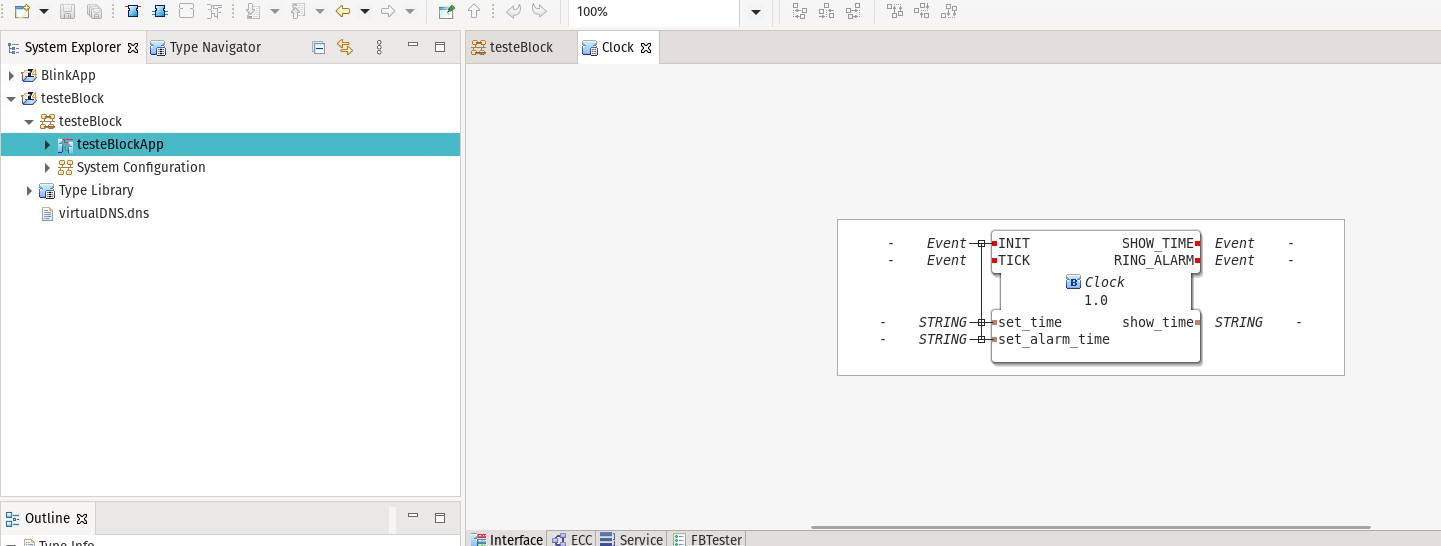 100%
System Explorer
Type Navigator
testeBlock
Clock
BlinkApp
testeBlock
testeBlock
testeBlockApp
System Configuration
Type Library
virtualDNS.dns
- Event INIT SHOW_TIME Event -
- Event TICK RING_ALARM Event -
B Clock
1.0
- STRING set_time show_time STRING -
- STRING set_alarm_time
Outline
Type Info
Interface ECC Service FBTester